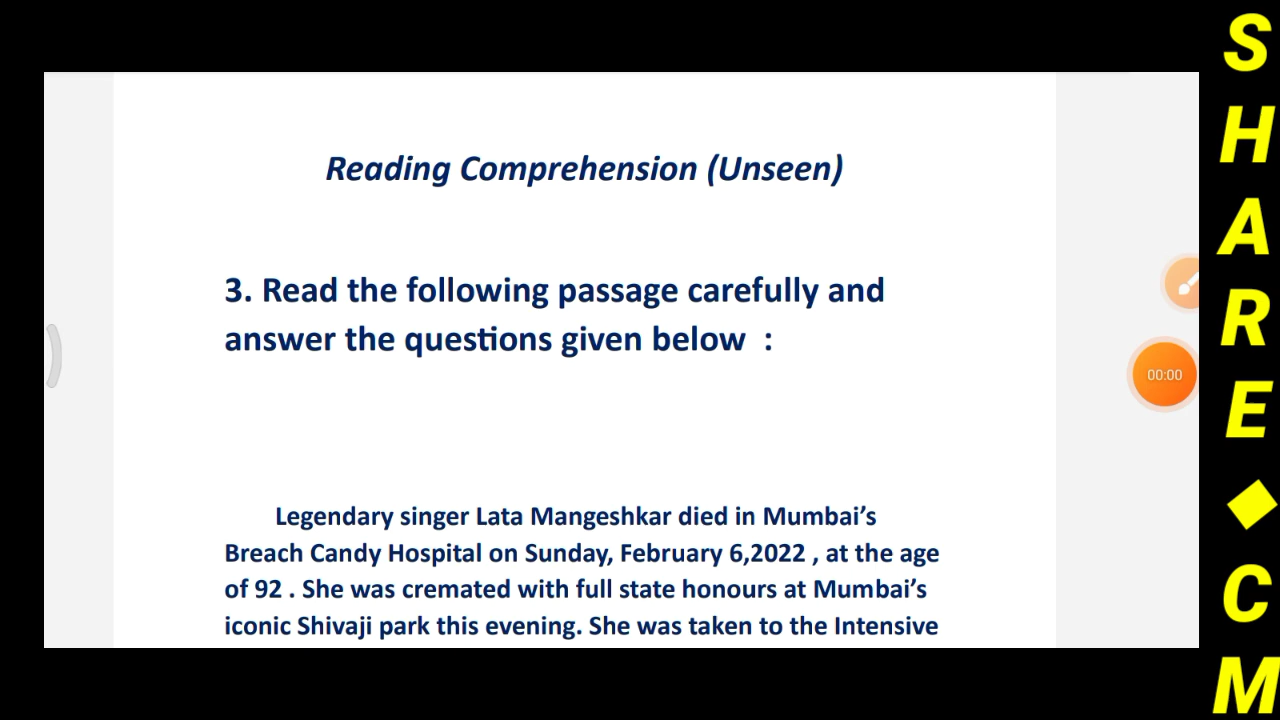 Reading Comprehension (Unseen)
3. Read the following passage carefully and
answer the questions given below  :
Legendary singer Lata Mangeshkar died in Mumbai’s
Breach Candy Hospital on Sunday, February 6,2022 , at the age
of 92 . She was cremated with full state honours at Mumbai’s
iconic Shivaji park this evening. She was taken to the Intensive
00:00
SHARE◆CM